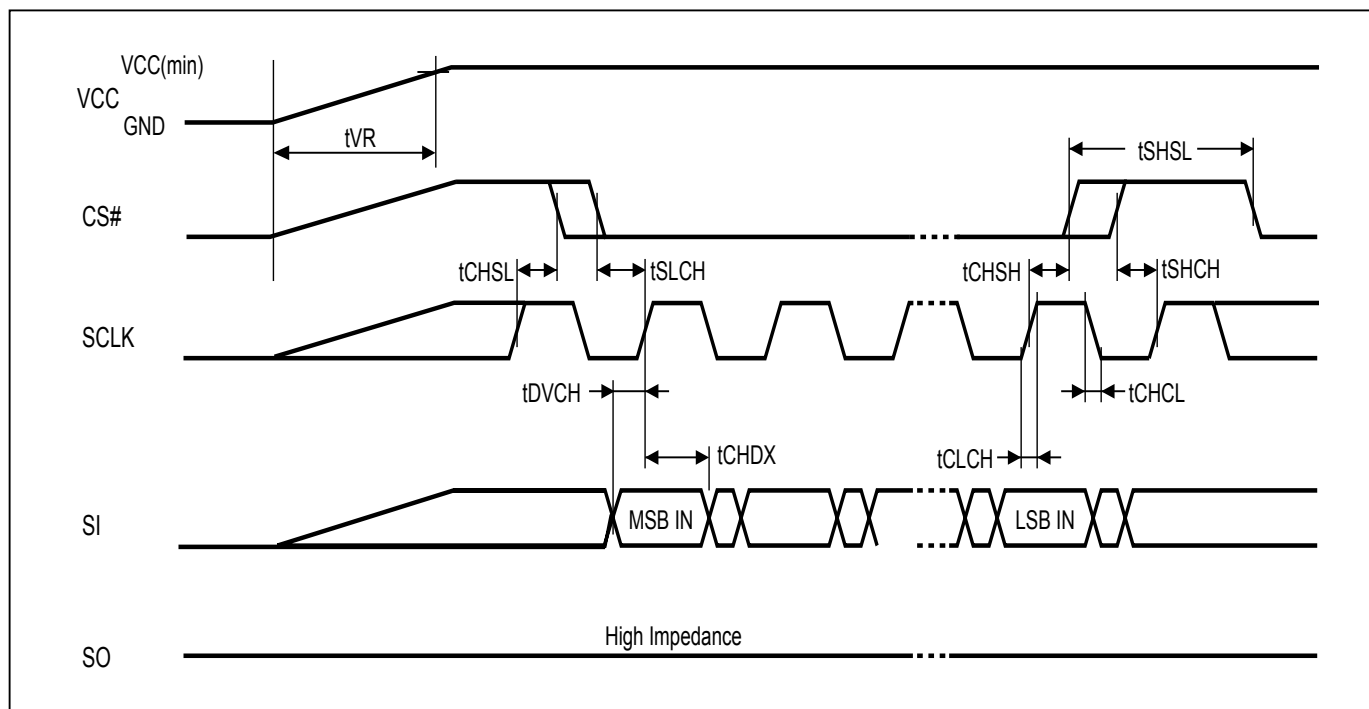 VCC(min)
VCC
GND
tVR
tSHSL
CS#
tCHSL
tSLCH
tCHSH
tSHCH
SCLK
tDVCH
tCHCL
tCHDX
tCLCH
SI
MSB IN
LSB IN
High Impedance
SO